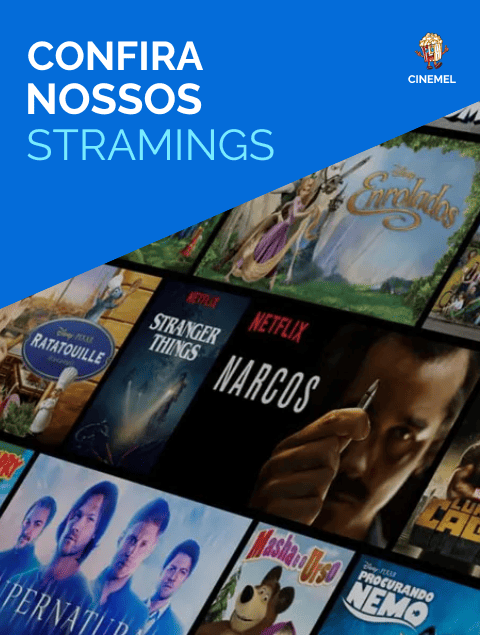 CONFIRA
NOSSOS
STRAMINGS
CINEMEL
Disney
Enrolados
Disney·PIXAR
RATATOUILLE
NETFLIX
STRANGER
THINGS
NETFLIX
NARCOS
Masha e o
Urso
Disney·PIXAR
PROCURANDO
NEMO